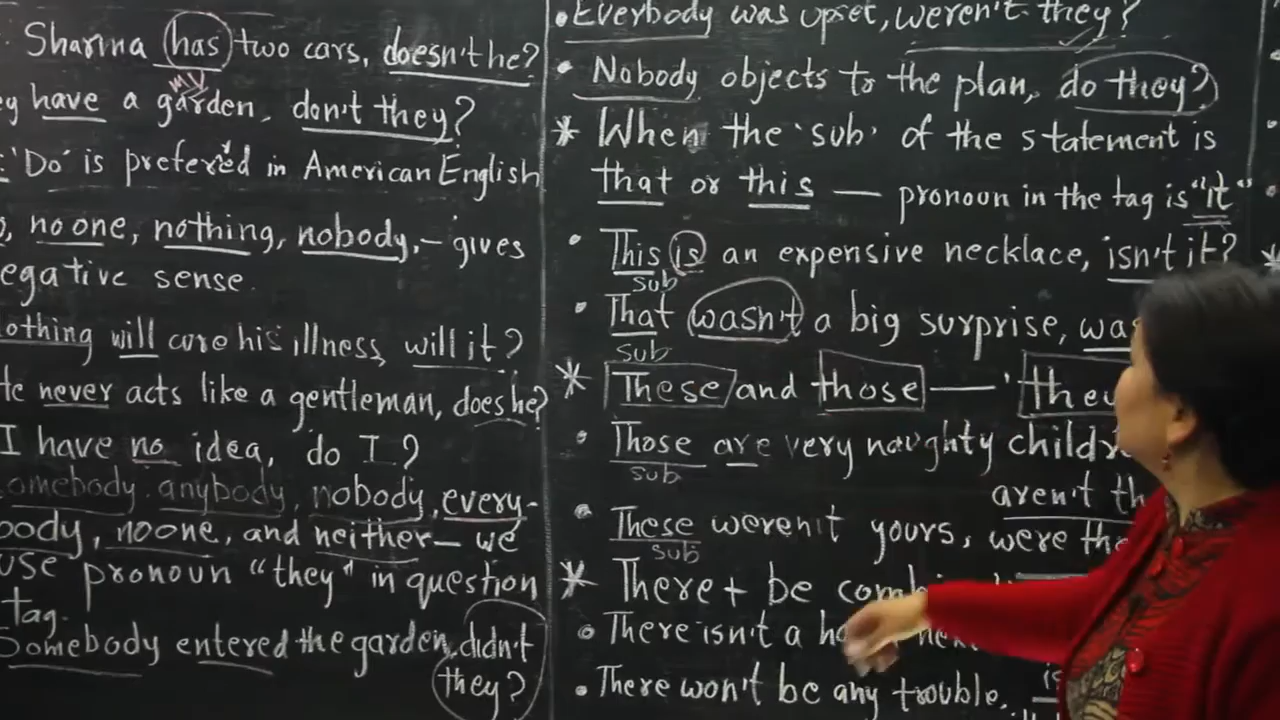 Sharma has two cars, doesn't he?
mv
have a garden, don't they?
'Do' is preferred in American English
no one, nothing, nobody, – gives
egative sense.
othing will cure his illness, will it?
never acts like a gentleman, does he?
I have no idea, do I?
omebody, anybody, nobody, every-
body, no one, and neither – we
use pronoun "they" in question
tag.
Somebody entered the garden, didn't
they?
• Everybody was upset, weren't they?
• Nobody objects to the plan, do they?
* When the 'sub' of the statement is
that or this — pronoun in the tag is "it"
• This is an expensive necklace, isn't it?
sub
• That wasn't a big surprise, was
sub
* These and those — 'they
• Those are very naughty childr
sub
aren't th
• These weren't yours, were the
sub
* There + be comb
• There isn't a
• There won't be any trouble,